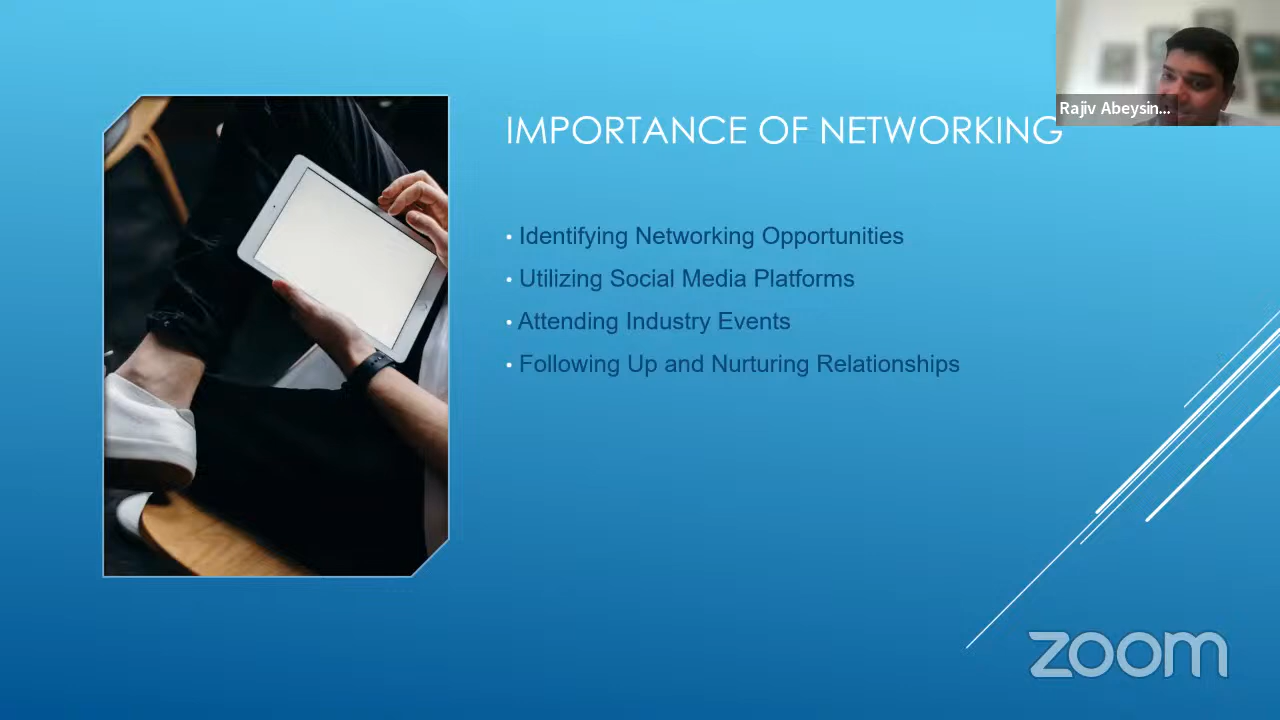 Rajiv Abeysin...
IMPORTANCE OF NETWORKING
• Identifying Networking Opportunities
• Utilizing Social Media Platforms
• Attending Industry Events
• Following Up and Nurturing Relationships
zoom